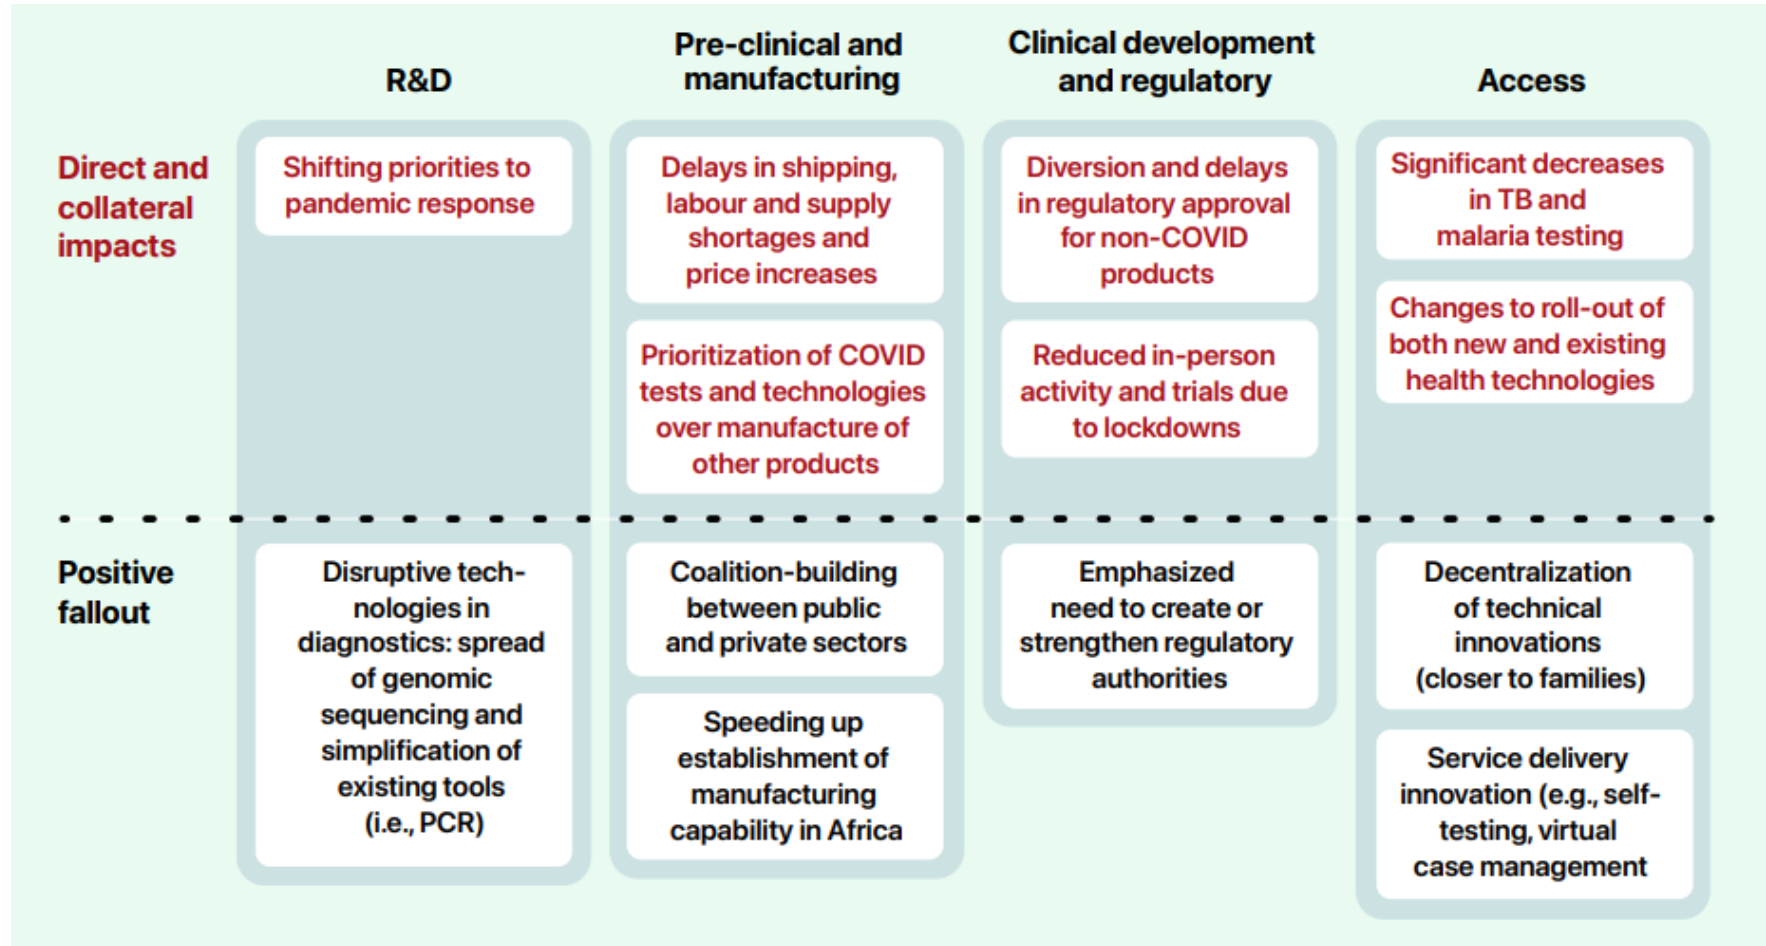 R&D
Pre-clinical and
manufacturing
Clinical development
and regulatory
Access
Direct and
collateral
impacts
Shifting priorities to
pandemic response
Delays in shipping,
labour and supply
shortages and
price increases
Prioritization of COVID
tests and technologies
over manufacture of
other products
Diversion and delays
in regulatory approval
for non-COVID
products
Reduced in-person
activity and trials due
to lockdowns
Significant decreases
in TB and
malaria testing
Changes to roll-out of
both new and existing
health technologies
Positive
fallout
Disruptive tech-
nologies in
diagnostics: spread
of genomic
sequencing and
simplification of
existing tools
(i.e., PCR)
Coalition-building
between public
and private sectors
Speeding up
establishment of
manufacturing
capability in Africa
Emphasized
need to create or
strengthen regulatory
authorities
Decentralization
of technical
innovations
(closer to families)
Service delivery
innovation (e.g., self-
testing, virtual
case management